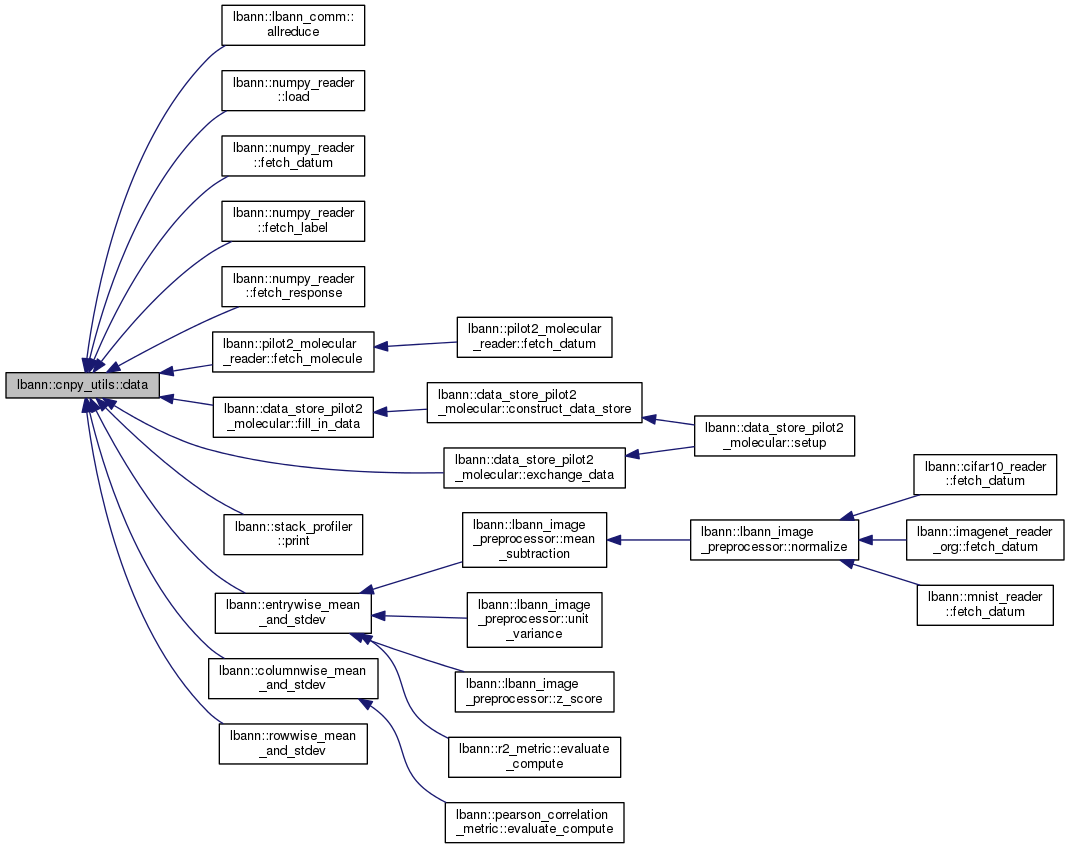 lbann::lbann_comm::
allreduce
lbann::numpy_reader
::load
lbann::numpy_reader
::fetch_datum
lbann::numpy_reader
::fetch_label
lbann::numpy_reader
::fetch_response
lbann::pilot2_molecular
_reader::fetch_molecule
lbann::pilot2_molecular
_reader::fetch_datum
lbann::cnpy_utils::data
lbann::data_store_pilot2
_molecular::fill_in_data
lbann::data_store_pilot2
_molecular::construct_data_store
lbann::data_store_pilot2
_molecular::setup
lbann::data_store_pilot2
_molecular::exchange_data
lbann::stack_profiler
::print
lbann::lbann_image
_preprocessor::mean
_subtraction
lbann::lbann_image
_preprocessor::normalize
lbann::cifar10_reader
::fetch_datum
lbann::imagenet_reader
_org::fetch_datum
lbann::mnist_reader
::fetch_datum
lbann::entrywise_mean
_and_stdev
lbann::lbann_image
_preprocessor::unit
_variance
lbann::columnwise_mean
_and_stdev
lbann::lbann_image
_preprocessor::z_score
lbann::rowwise_mean
_and_stdev
lbann::r2_metric::evaluate
_compute
lbann::pearson_correlation
_metric::evaluate_compute